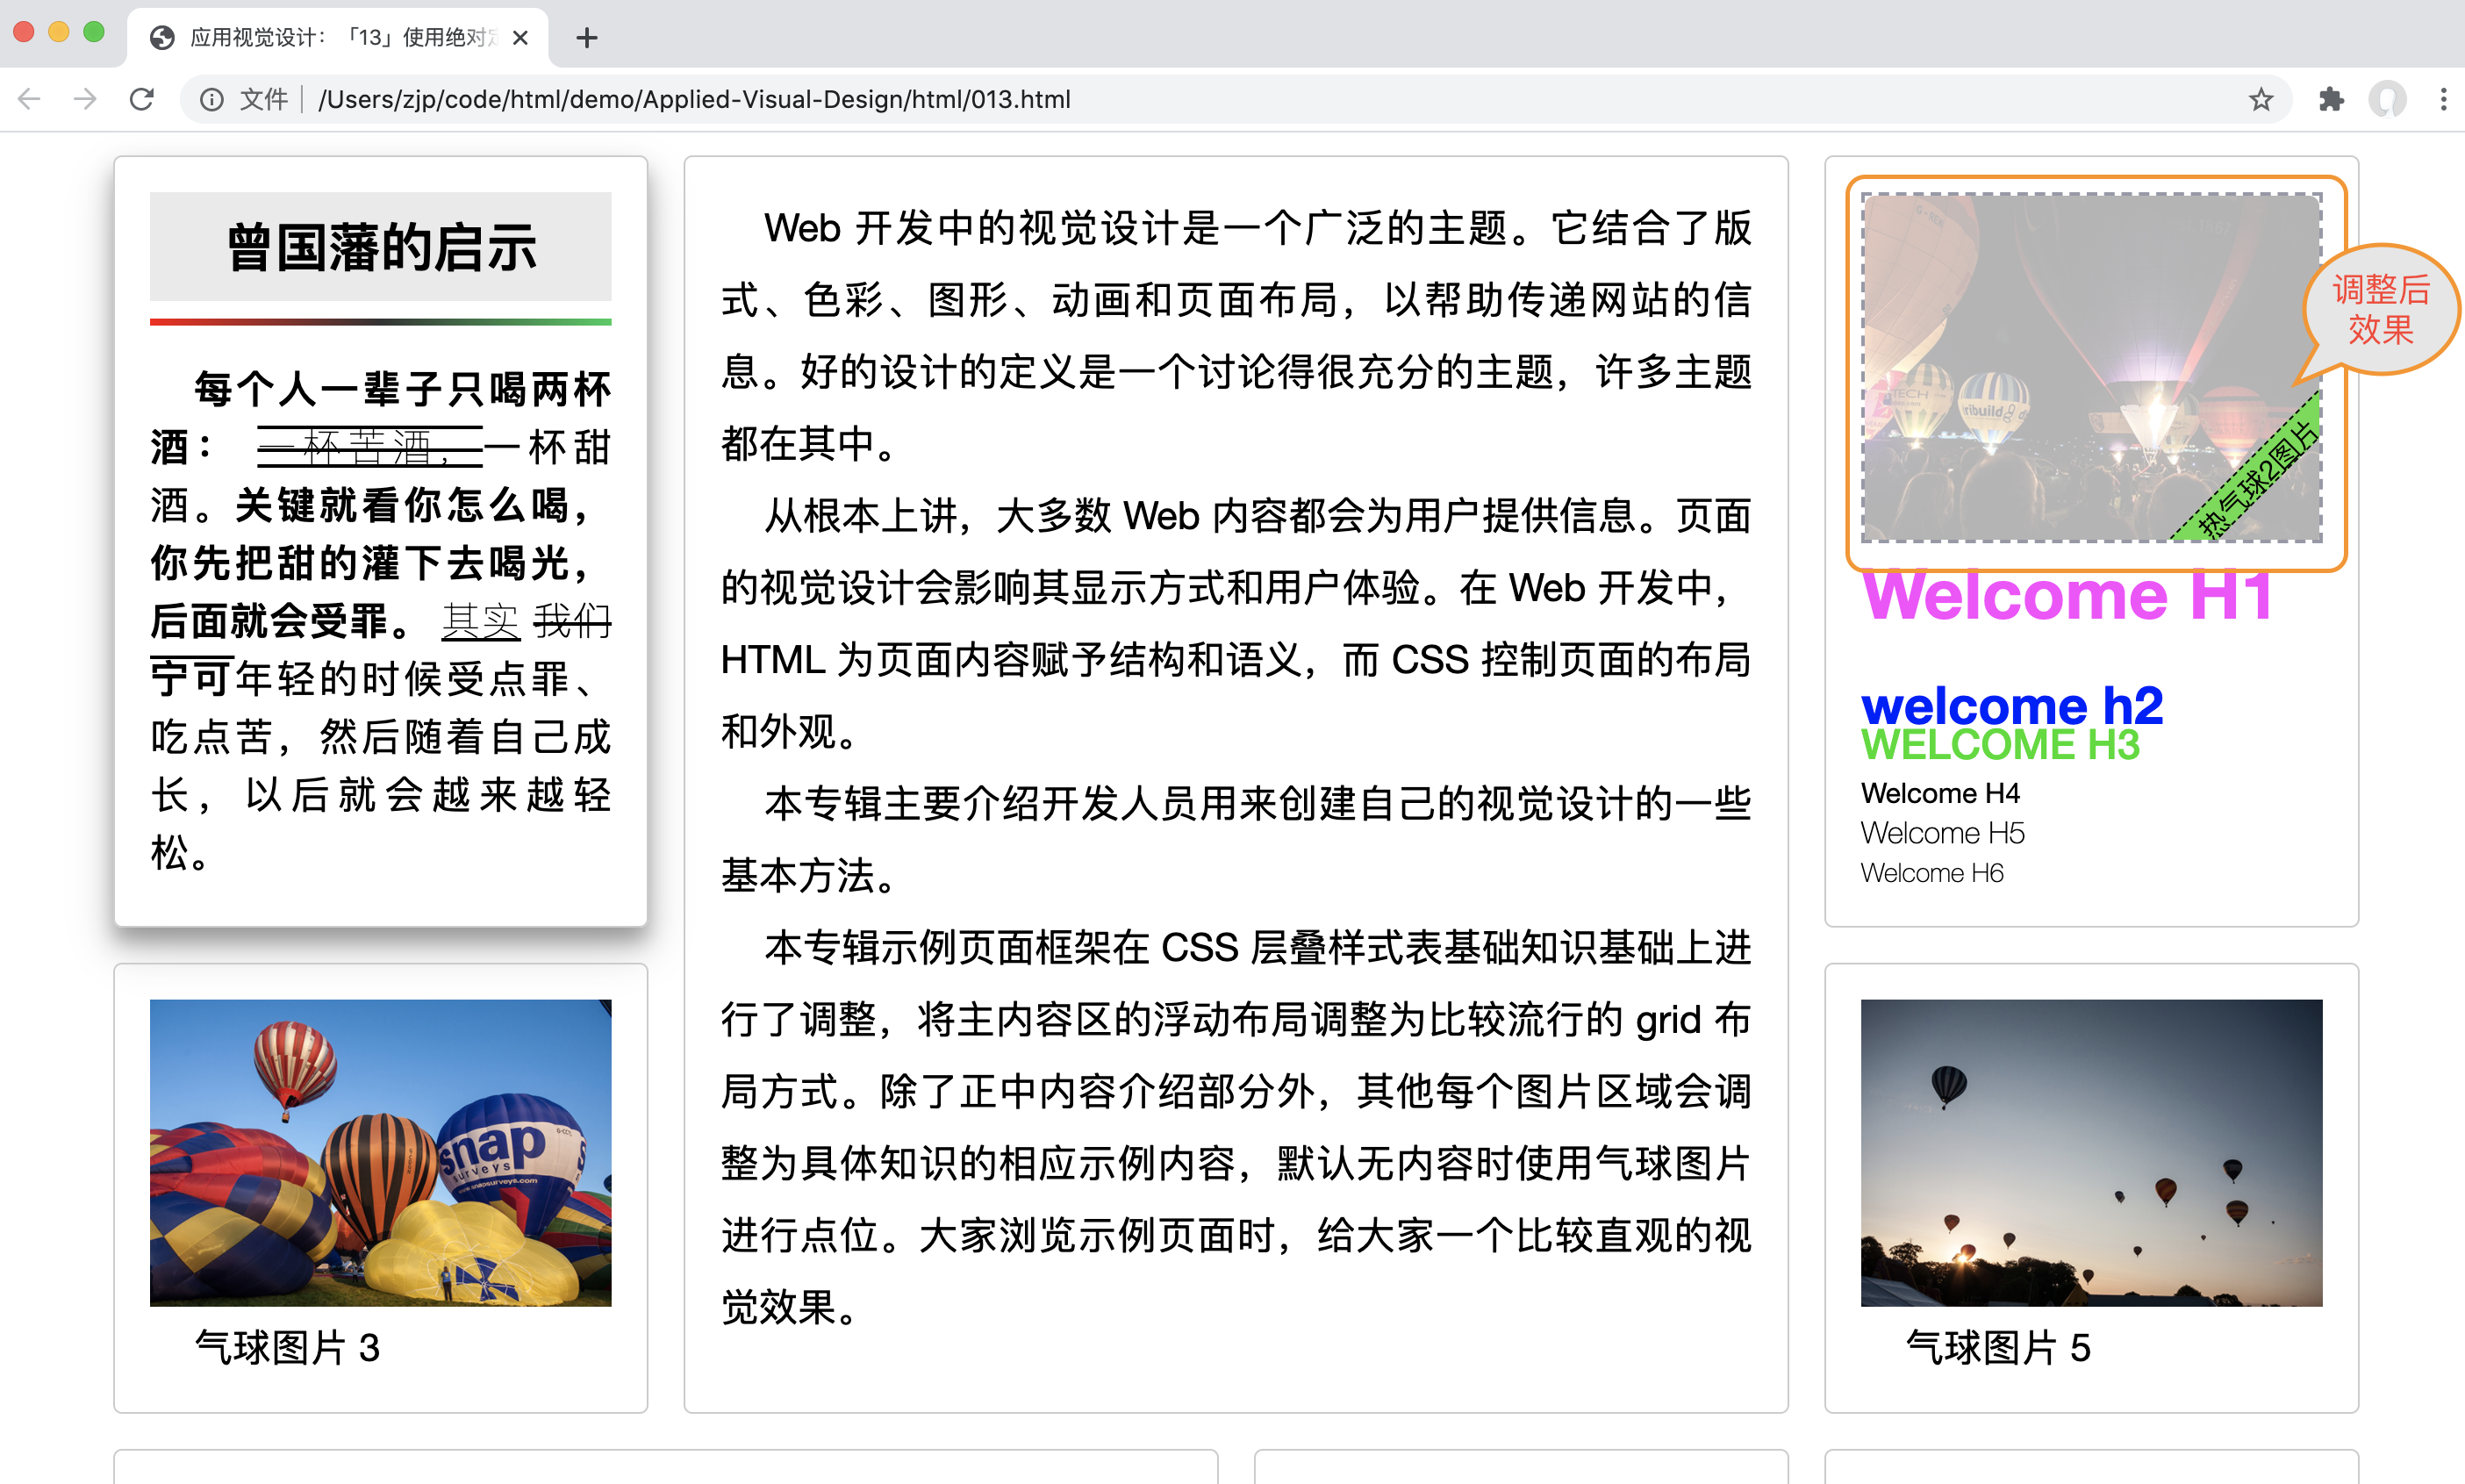 应用视觉设计：「13」使用绝对定
文件
/Users/zjp/code/html/demo/Applied-Visual-Design/html/013.html
曾国藩的启示
每个人一辈子只喝两杯
酒： 一杯苦酒，一杯甜
酒。关键就看你怎么喝，
你先把甜的灌下去喝光，
后面就会受罪。 其实 我们
宁可年轻的时候受点罪、
吃点苦，然后随着自己成
长，以后就会越来越轻
松。
Web 开发中的视觉设计是一个广泛的主题。它结合了版
式、色彩、图形、动画和页面布局，以帮助传递网站的信
息。好的设计的定义是一个讨论得很充分的主题，许多主题
都在其中。
从根本上讲，大多数 Web 内容都会为用户提供信息。页面
的视觉设计会影响其显示方式和用户体验。在 Web 开发中，
HTML 为页面内容赋予结构和语义，而 CSS 控制页面的布局
和外观。
本专辑主要介绍开发人员用来创建自己的视觉设计的一些
基本方法。
本专辑示例页面框架在 CSS 层叠样式表基础知识基础上进
行了调整，将主内容区的浮动布局调整为比较流行的 grid 布
局方式。除了正中内容介绍部分外，其他每个图片区域会调
整为具体知识的相应示例内容，默认无内容时使用气球图片
进行点位。大家浏览示例页面时，给大家一个比较直观的视
觉效果。
调整后
效果
TECH
ribuild
热气球2图片
Welcome H1
welcome h2
WELCOME H3
Welcome H4
Welcome H5
Welcome H6
snap
surveys
www.snapsurveys.com
气球图片 3
气球图片 5